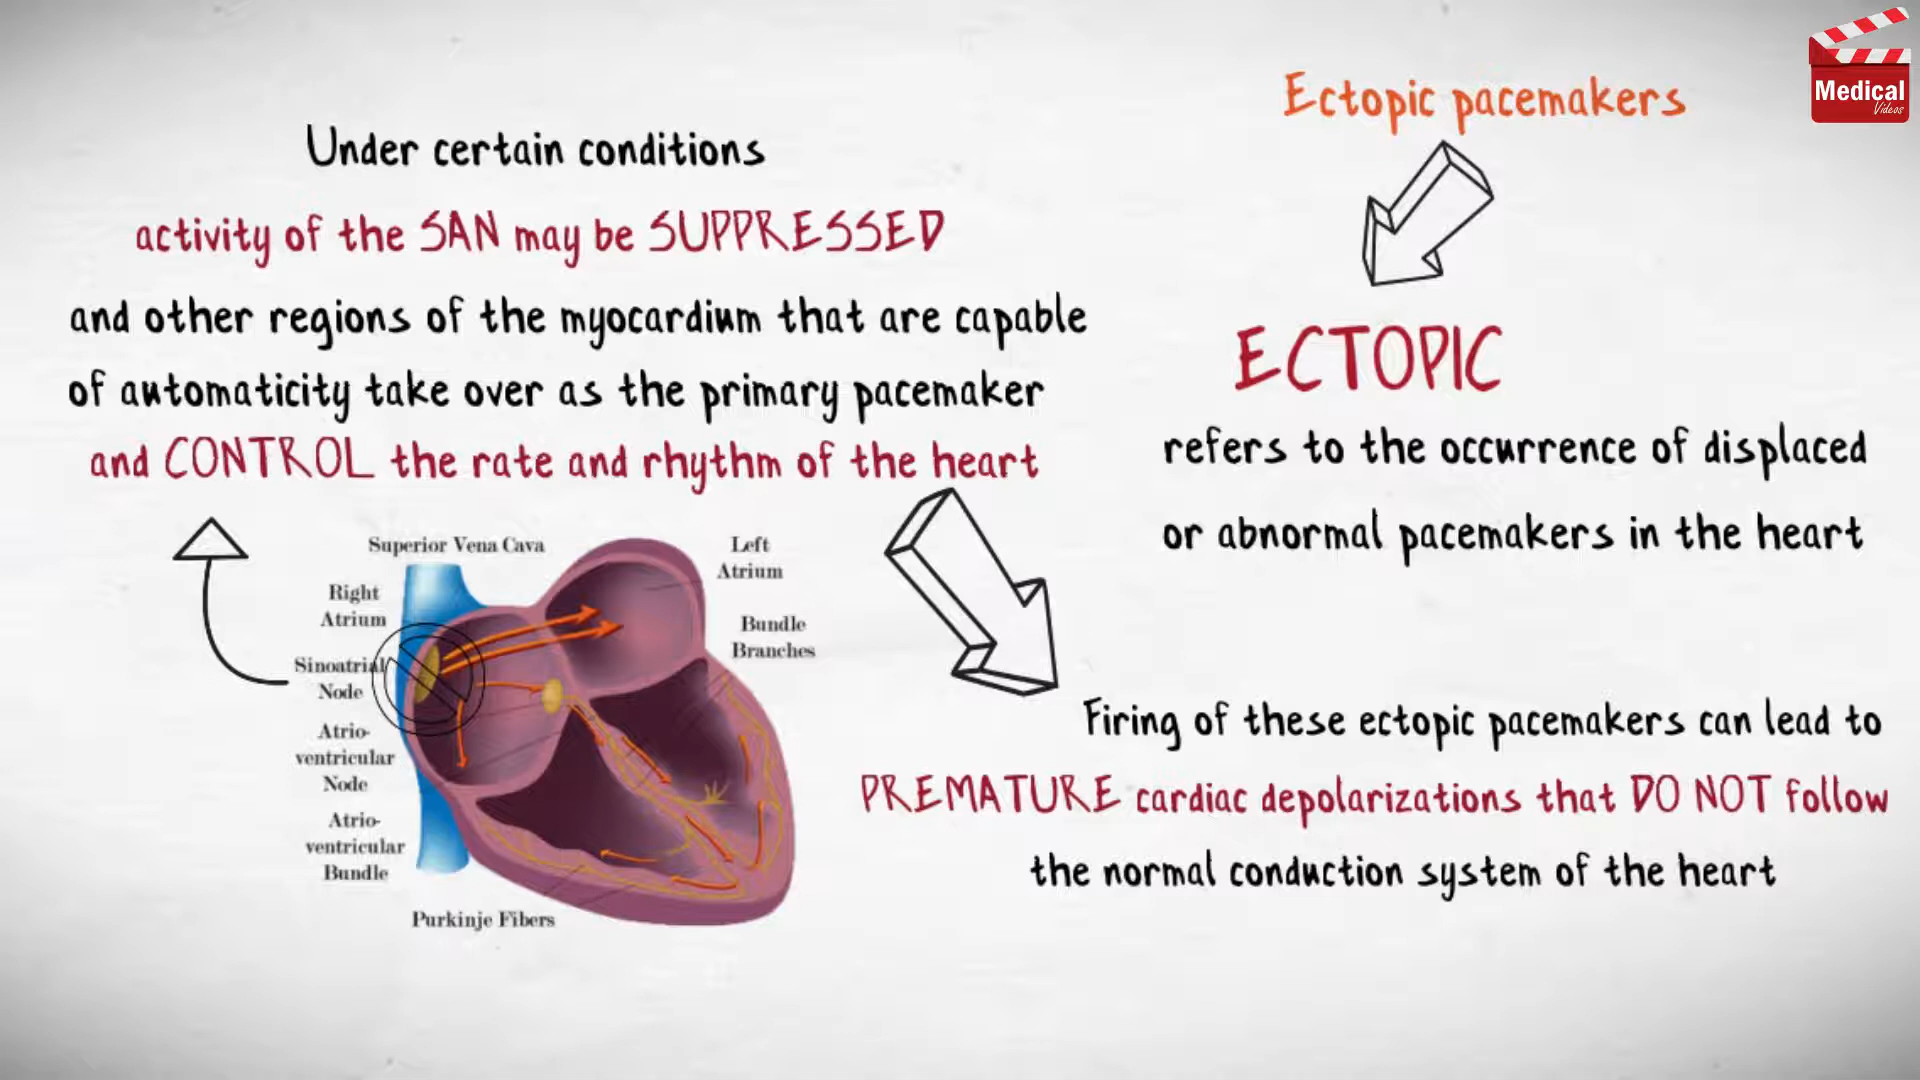 Medical
Videos
Ectopic pacemakers
Under certain conditions
activity of the SAN may be SUPPRESSED
and other regions of the myocardium that are capable
of automaticity take over as the primary pacemaker
and CONTROL the rate and rhythm of the heart
ECTOPIC
refers to the occurrence of displaced
or abnormal pacemakers in the heart
Superior Vena Cava
Left
Atrium
Right
Atrium
Bundle
Branches
Sinoatrial
Node
Atrio-
ventricular
Node
Atrio-
ventricular
Bundle
Purkinje Fibers
Firing of these ectopic pacemakers can lead to
PREMATURE cardiac depolarizations that DO NOT follow
the normal conduction system of the heart